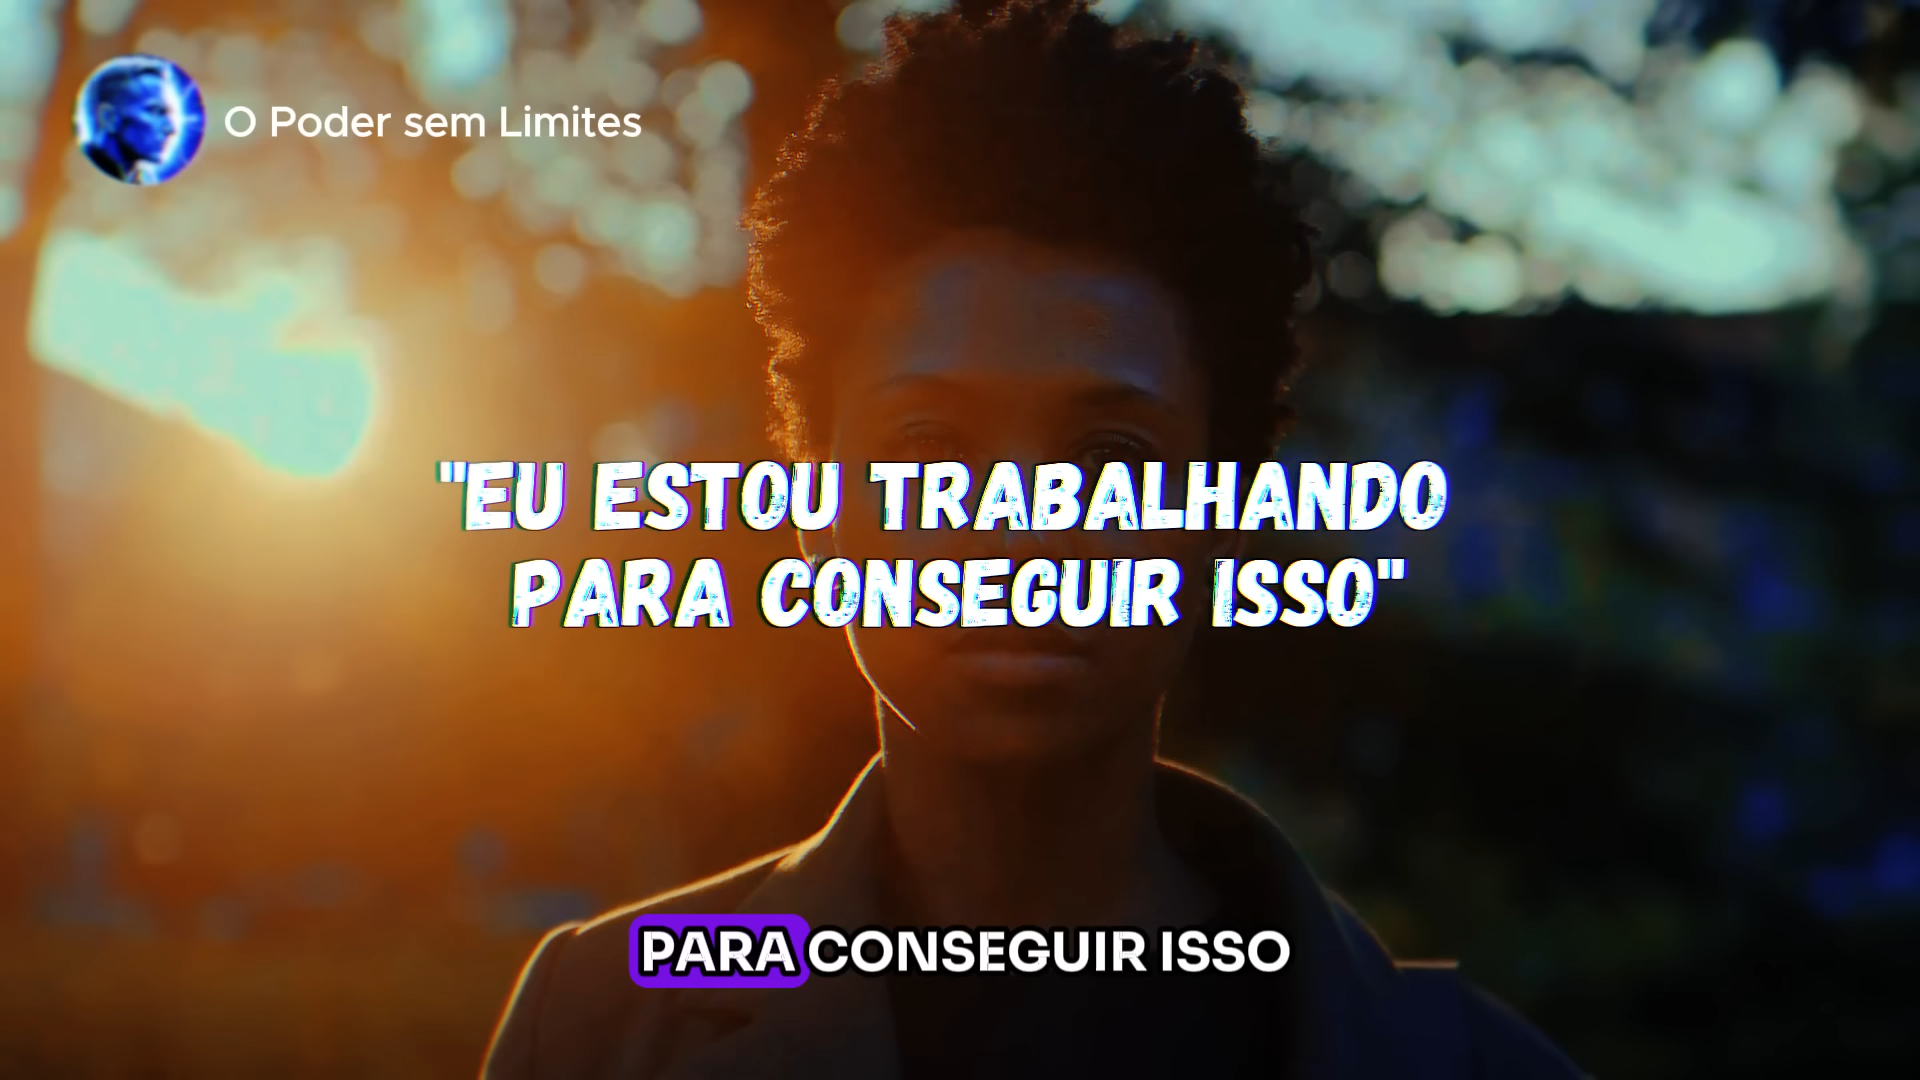 O Poder sem Limites
"EU ESTOU TRABALHANDO
PARA CONSEGUIR ISSO"
PARA CONSEGUIR ISSO